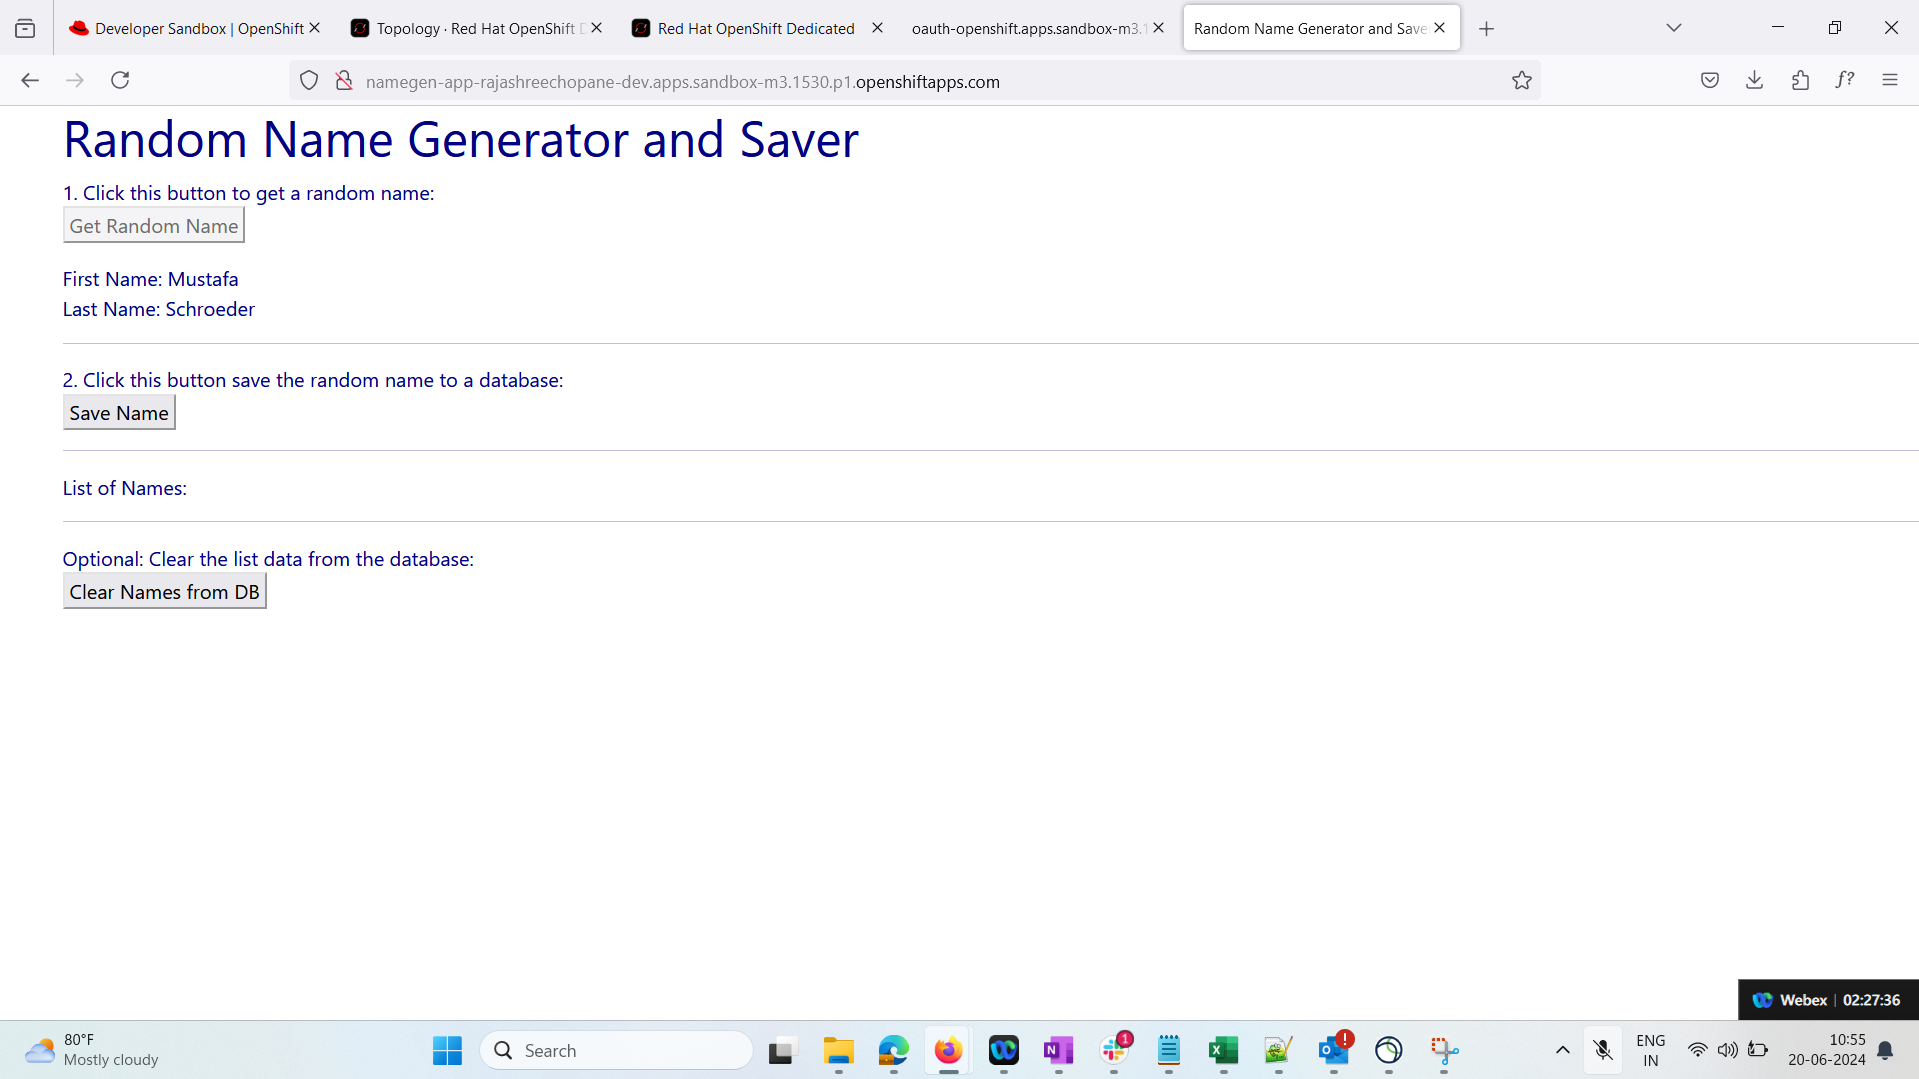 Developer Sandbox | OpenShift
Topology · Red Hat OpenShift D
Red Hat OpenShift Dedicated
oauth-openshift.apps.sandbox-m3.1
Random Name Generator and Save
namegen-app-rajashreechopane-dev.apps.sandbox-m3.1530.p1.openshiftapps.com
Random Name Generator and Saver
1. Click this button to get a random name:
Get Random Name
First Name: Mustafa
Last Name: Schroeder
2. Click this button save the random name to a database:
Save Name
List of Names:
Optional: Clear the list data from the database:
Clear Names from DB
Webex | 02:27:36
80°F
Mostly cloudy
Search
1
ENG
IN
10:55
20-06-2024